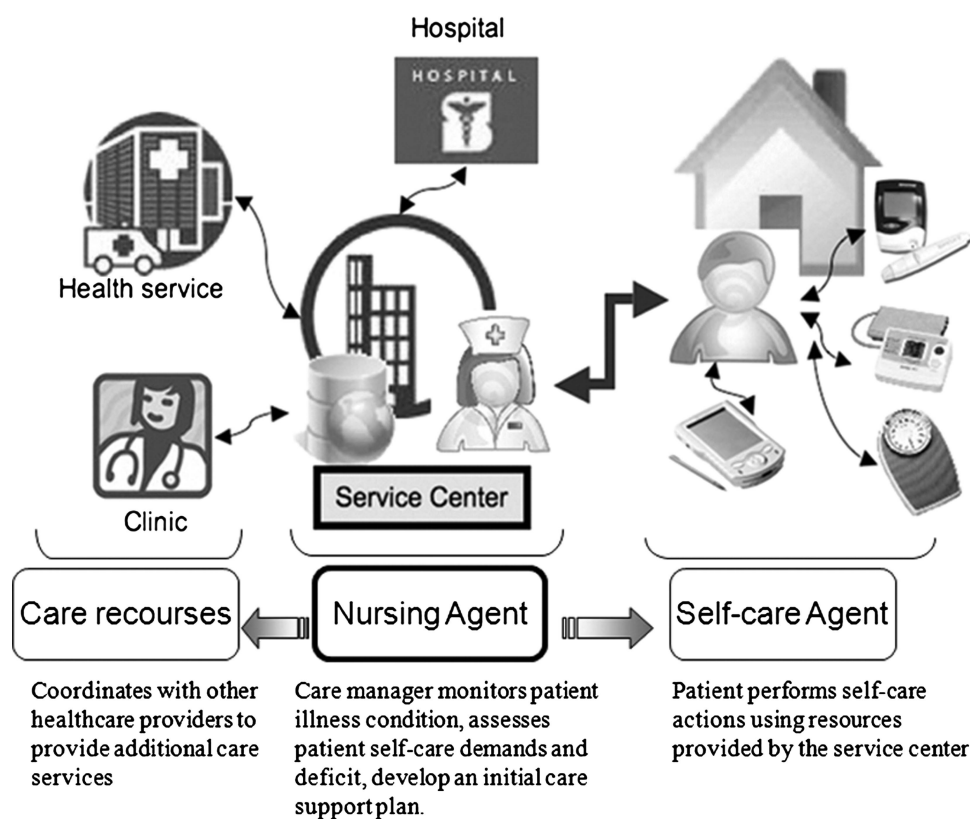 Hospital
HOSPITAL
Health service
Clinic
Service Center
Care recourses
Nursing Agent
Self-care Agent
Coordinates with other
healthcare providers to
provide additional care
services
Care manager monitors patient
illness condition, assesses
patient self-care demands and
deficit, develop an initial care
support plan.
Patient performs self-care
actions using resources
provided by the service center